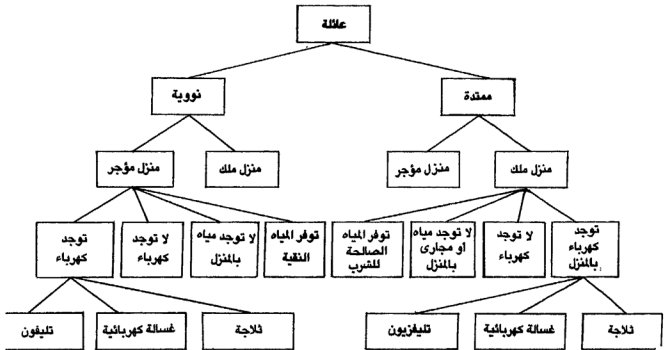 عائلة
ممتدة
نووية
منزل ملك
منزل مؤجر
منزل ملك
منزل مؤجر
توجد
كهرباء
بالمنزل
لا توجد
كهرباء
لا توجد مياه
او مجارى
بالمنزل
توفر المياه
الصالحة
للشرب
توفر المياه
النقية
لا توجد مياه
بالمنزل
لا توجد
كهرباء
توجد
كهرباء
ثلاجة
غسالة كهربائية
تليفزيون
ثلاجة
غسالة كهربائية
تليفون